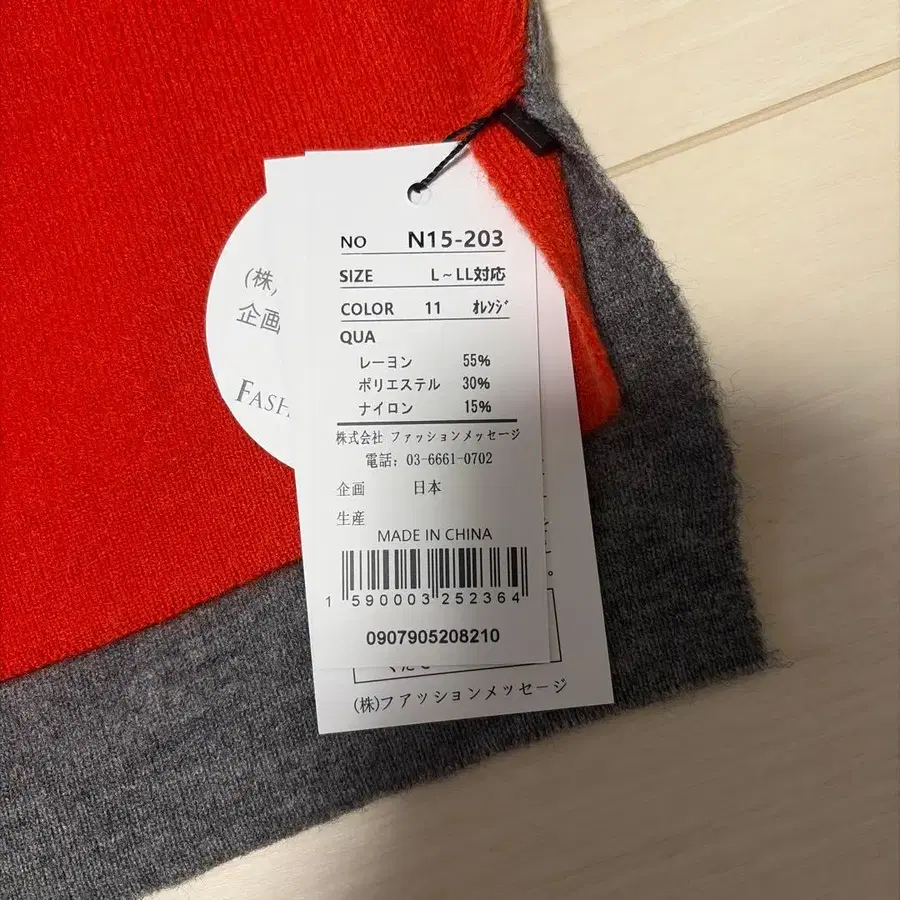 NO N15-203
SIZE L~LL対応
COLOR 11 ｵﾚﾝｼﾞ
QUA
レーヨン 55%
ポリエステル 30%
ナイロン 15%
株式会社 ファッションメッセージ
電話: 03-6661-0702
企画 日本
生産
MADE IN CHINA
1 590003 252364
0907905208210
(株)ファッションメッセージ
(株)
企画